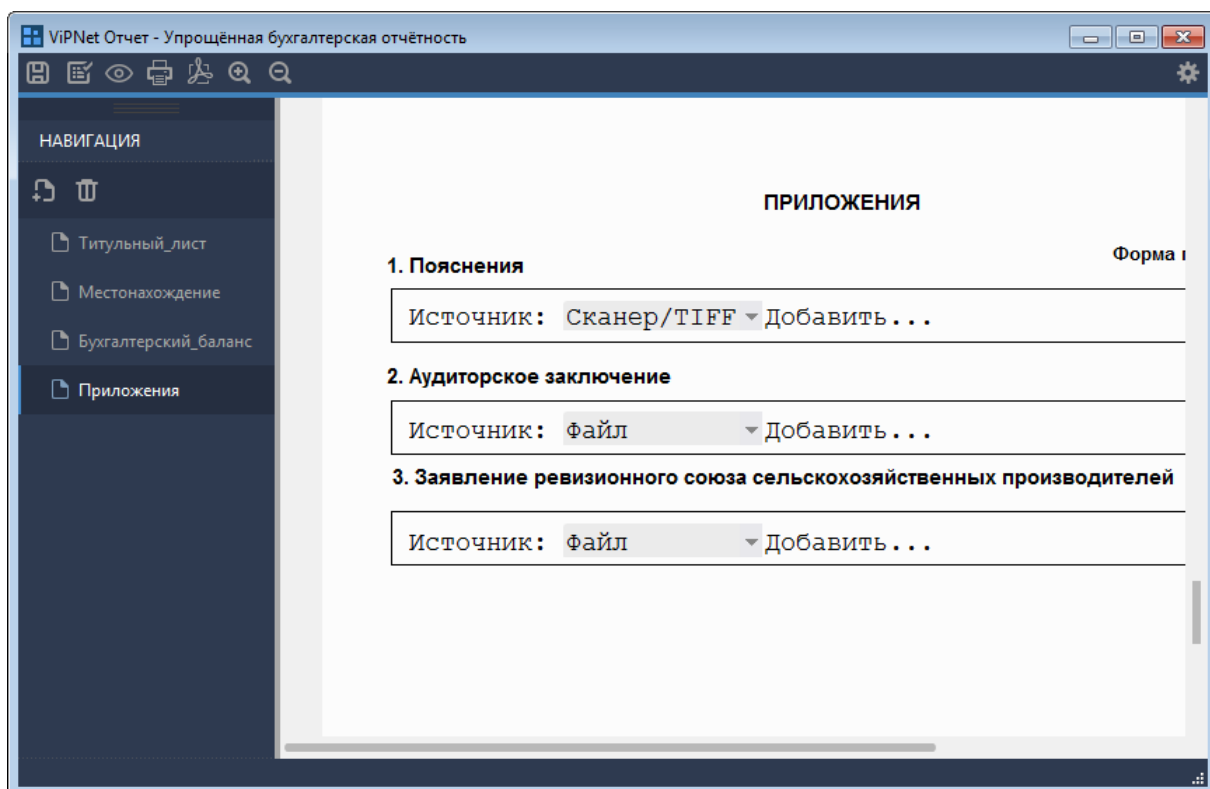 ViPNet Отчет - Упрощённая бухгалтерская отчётность
НАВИГАЦИЯ
Титульный_лист
Местонахождение
Бухгалтерский_баланс
Приложения
ПРИЛОЖЕНИЯ
Форма
1. Пояснения
Источник: Сканер/TIFF Добавить...
2. Аудиторское заключение
Источник: Файл Добавить...
3. Заявление ревизионного союза сельскохозяйственных производителей
Источник: Файл Добавить...